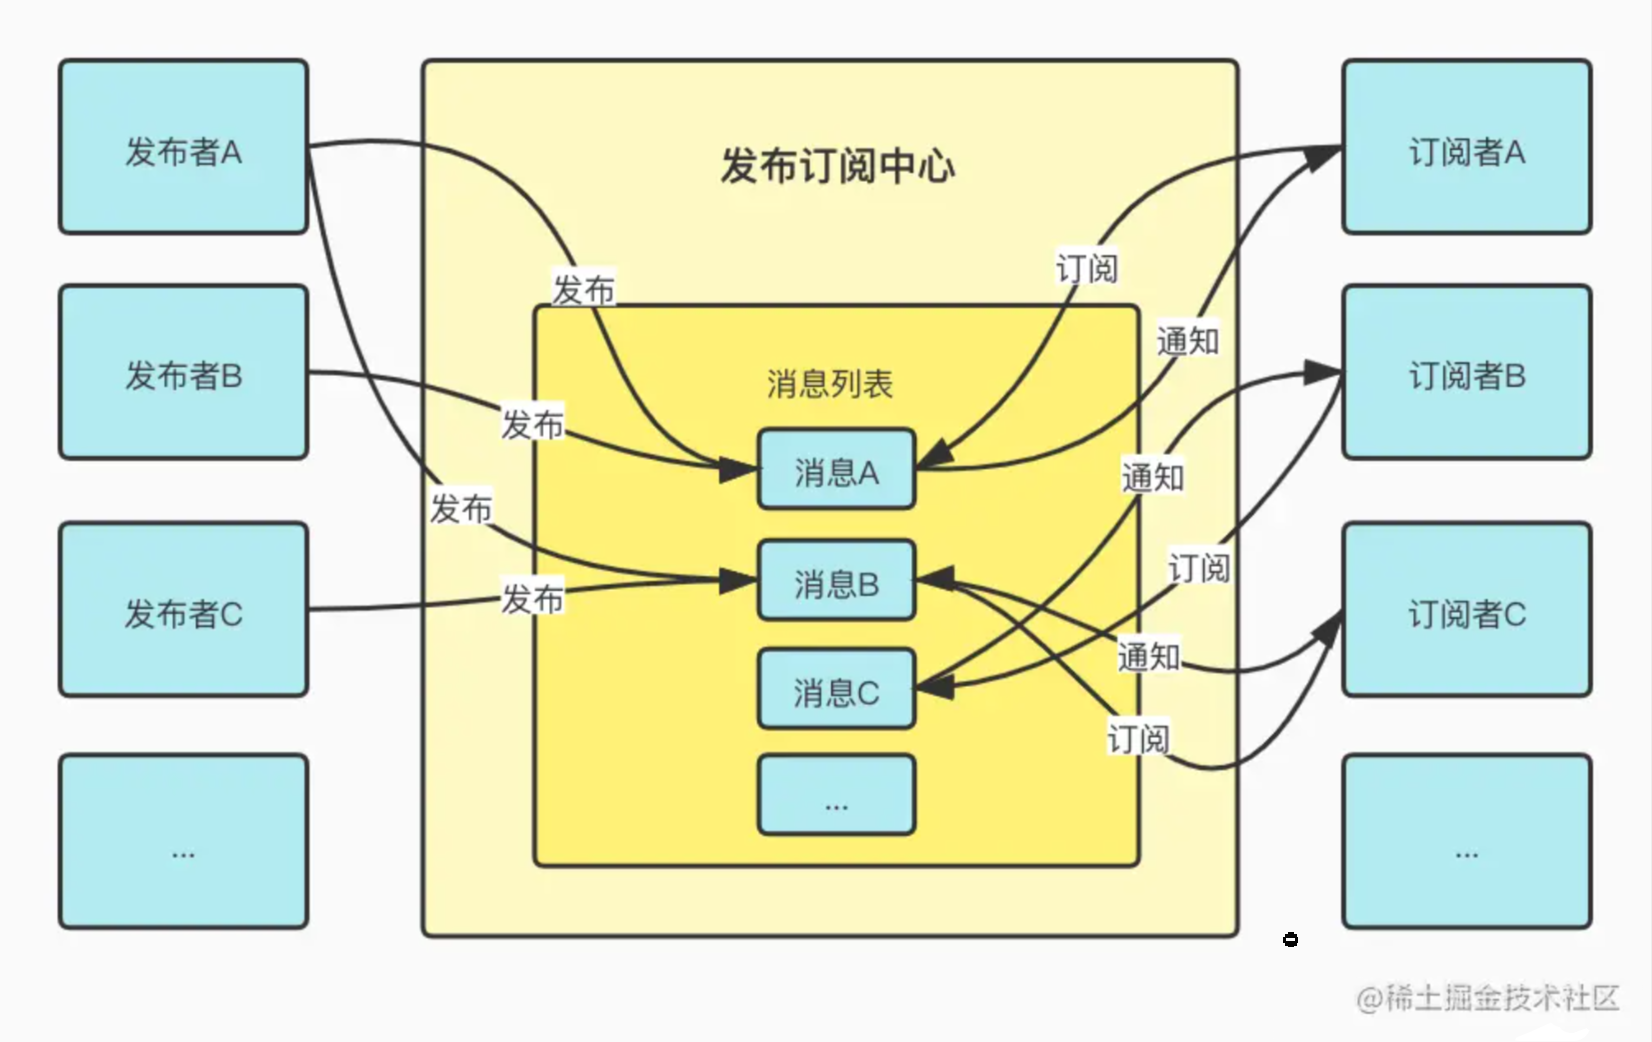 发布者A
发布者B
发布者C
...
发布订阅中心
发布
发布
发布
发布
消息列表
消息A
消息B
消息C
...
订阅
通知
通知
订阅
通知
订阅
订阅者A
订阅者B
订阅者C
...
@稀土掘金技术社区